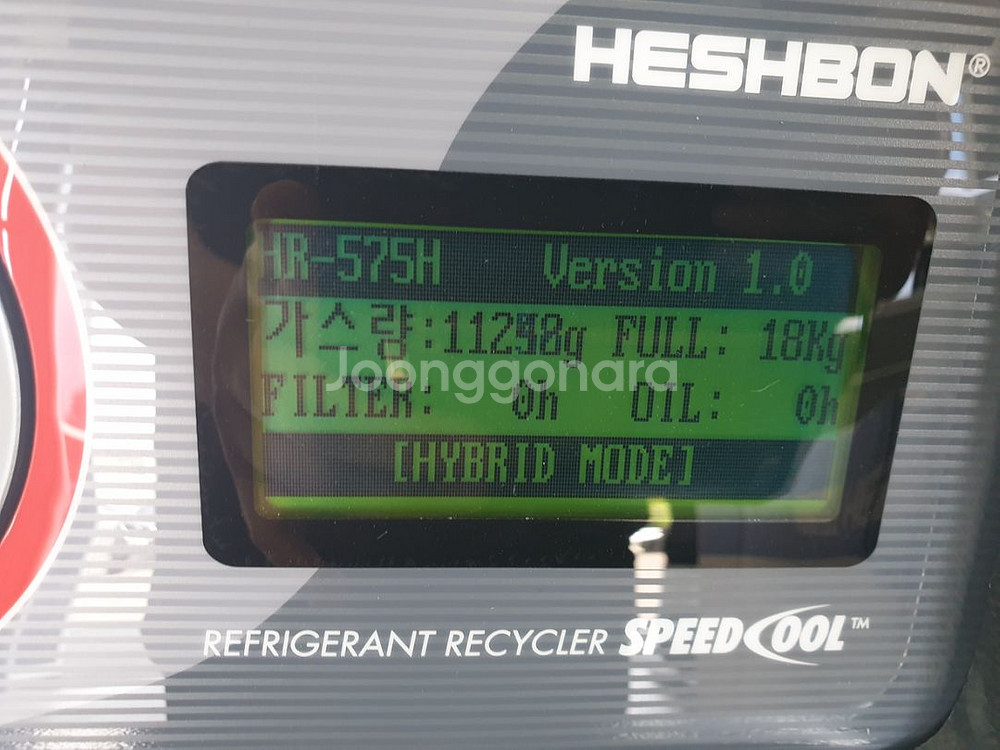 HESHBON®
HR-575H Version 1.0
가스량: FULL: 18Kg
Joonggonara
FILTER: 0h OIL: 0h
[HYBRID MODE]
REFRIGERANT RECYCLER SPEEDCOOL™